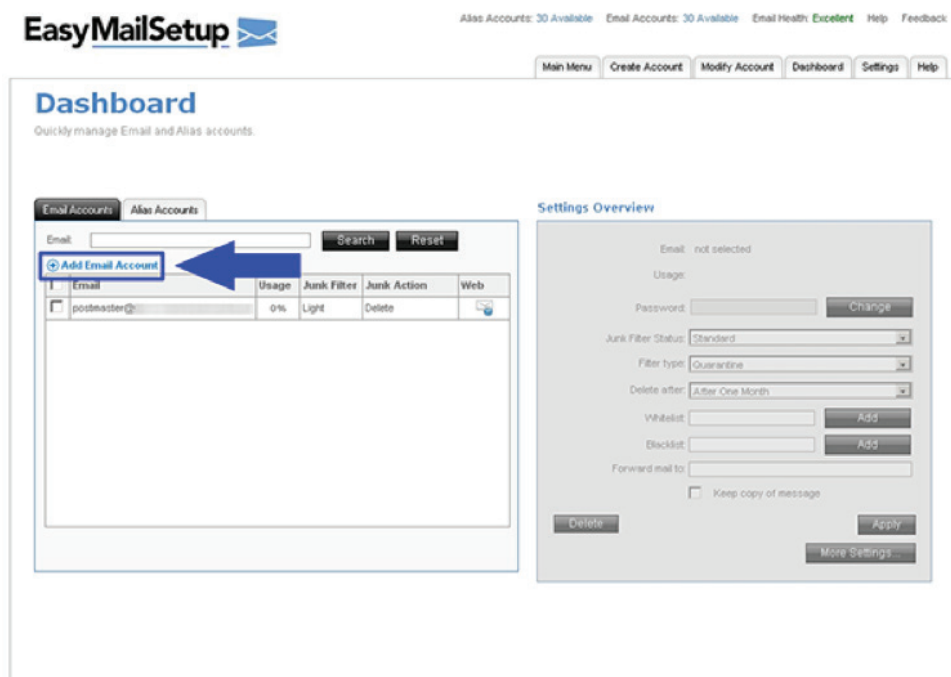 EasyMailSetup
Alias Accounts: 30 Available Email Accounts: 30 Available Email Health: Excellent Help Feedback
Main Menu Create Account Modify Account Dashboard Settings Help
Dashboard
Quickly manage Email and Alias accounts.
Email Accounts Alias Accounts
Email: Search Reset
Add Email Account
Email Usage Junk Filter Junk Action Web
postmaster@ 0% Light Delete
Settings Overview
Email: not selected
Usage:
Password: Change
Junk Filter Status: Standard
Filter type: Quarantine
Delete after: After One Month
Whitelist: Add
Blacklist: Add
Forward mail to:
Keep copy of message
Delete Apply
More Settings...